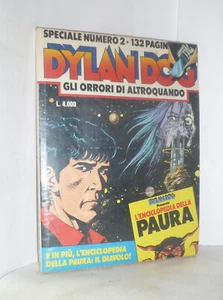 SPECIALE NUMERO 2 - 132 PAGIN
DYLAN DOG
GLI ORRORI DI ALTROQUANDO
L. 4.000
L'ENCICLOPEDIA DELLA
PAURA
E IN PIÙ, L'ENCICLOPEDIA
DELLA PAURA: IL DIAVOLO!